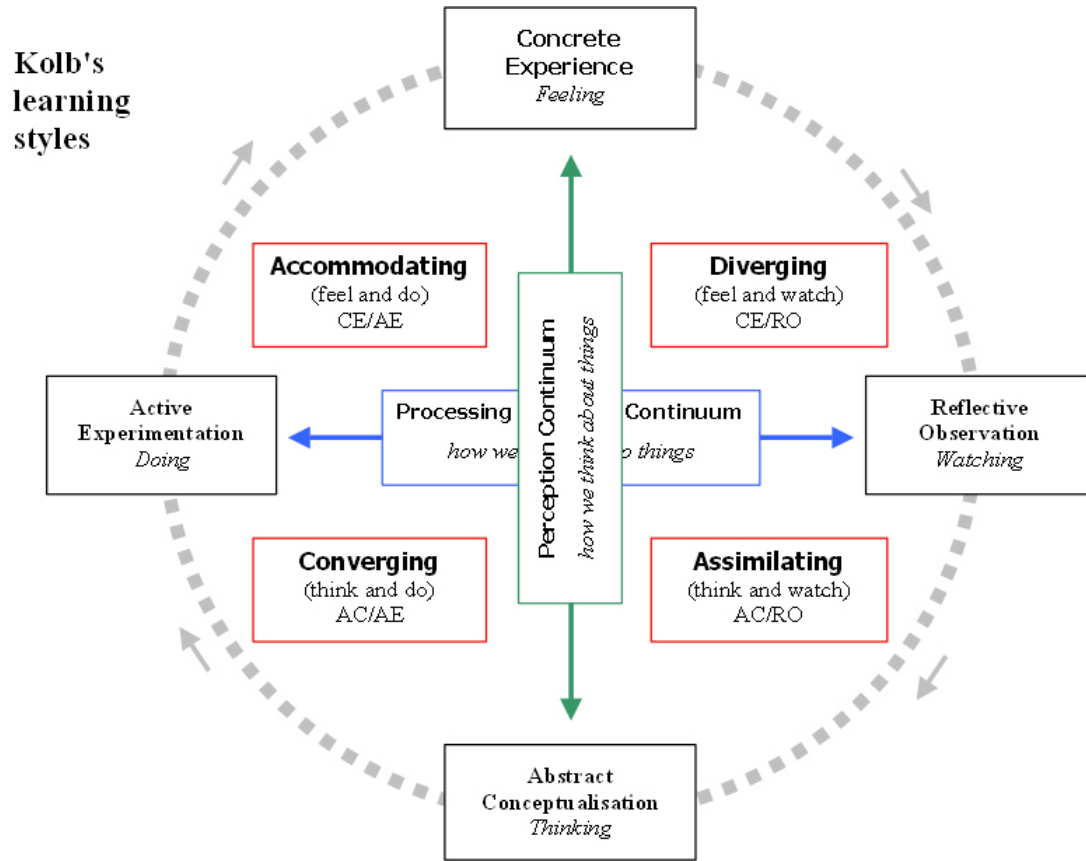 Kolb's
learning
styles
Concrete
Experience
Feeling
Accommodating
(feel and do)
CE/AE
Diverging
(feel and watch)
CE/RO
Perception Continuum
how we think about things
Active
Experimentation
Doing
Processing Continuum
how we o things
Reflective
Observation
Watching
Converging
(think and do)
AC/AE
Assimilating
(think and watch)
AC/RO
Abstract
Conceptualisation
Thinking